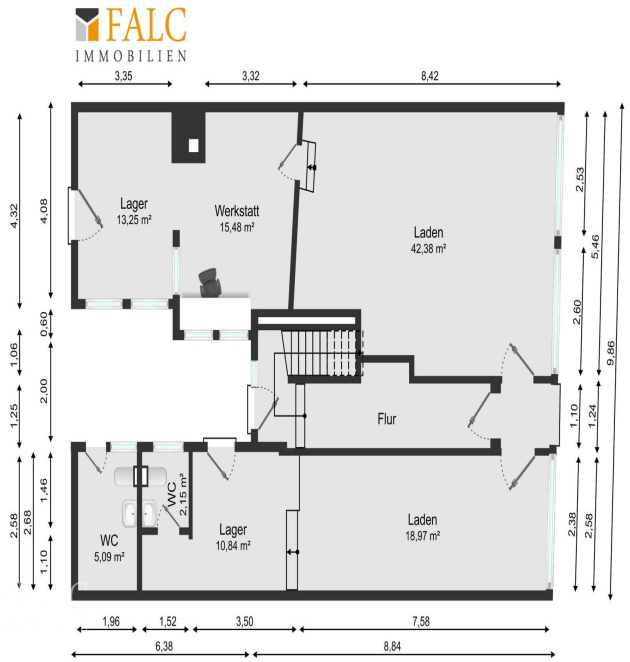 FALC
IMMOBILIEN
3,35
3,32
8,42
4,32
4,08
Lager
13,25 m²
Werkstatt
15,48 m²
Laden
42,38 m²
2,53
5,46
2,60
9,86
0,60
1,06
2,00
1,25
Flur
1,10
1,24
2,58
2,68
1,46
1,10
WC
5,09 m²
WC
2,15 m²
Lager
10,84 m²
Laden
18,97 m²
2,38
2,58
1,96
1,52
3,50
7,58
6,38
8,84